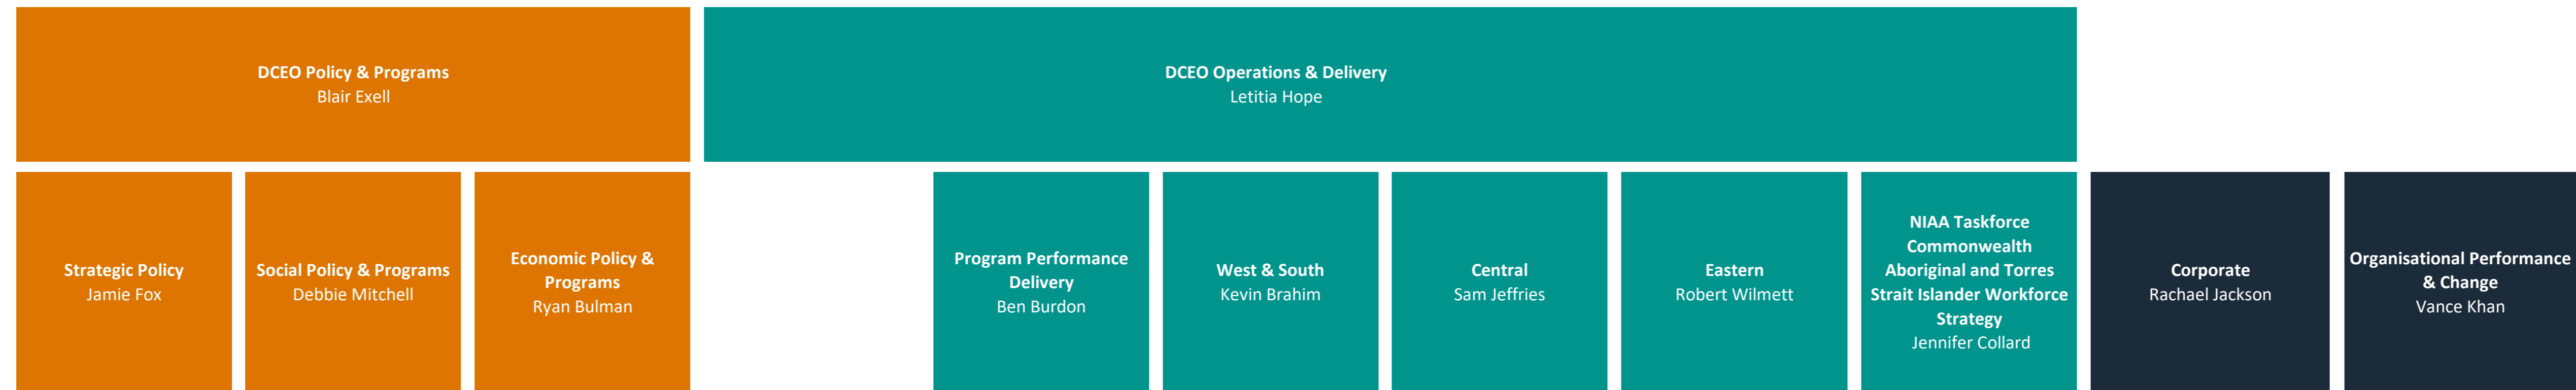 DCEO Policy & Programs
Blair Exell
DCEO Operations & Delivery
Letitia Hope
Strategic Policy
Jamie Fox
Social Policy & Programs
Debbie Mitchell
Economic Policy &
Programs
Ryan Bulman
Program Performance
Delivery
Ben Burdon
West & South
Kevin Brahim
Central
Sam Jeffries
Eastern
Robert Wilmett
NIAA Taskforce
Commonwealth
Aboriginal and Torres
Strait Islander Workforce
Strategy
Jennifer Collard
Corporate
Rachael Jackson
Organisational Performance
& Change
Vance Khan